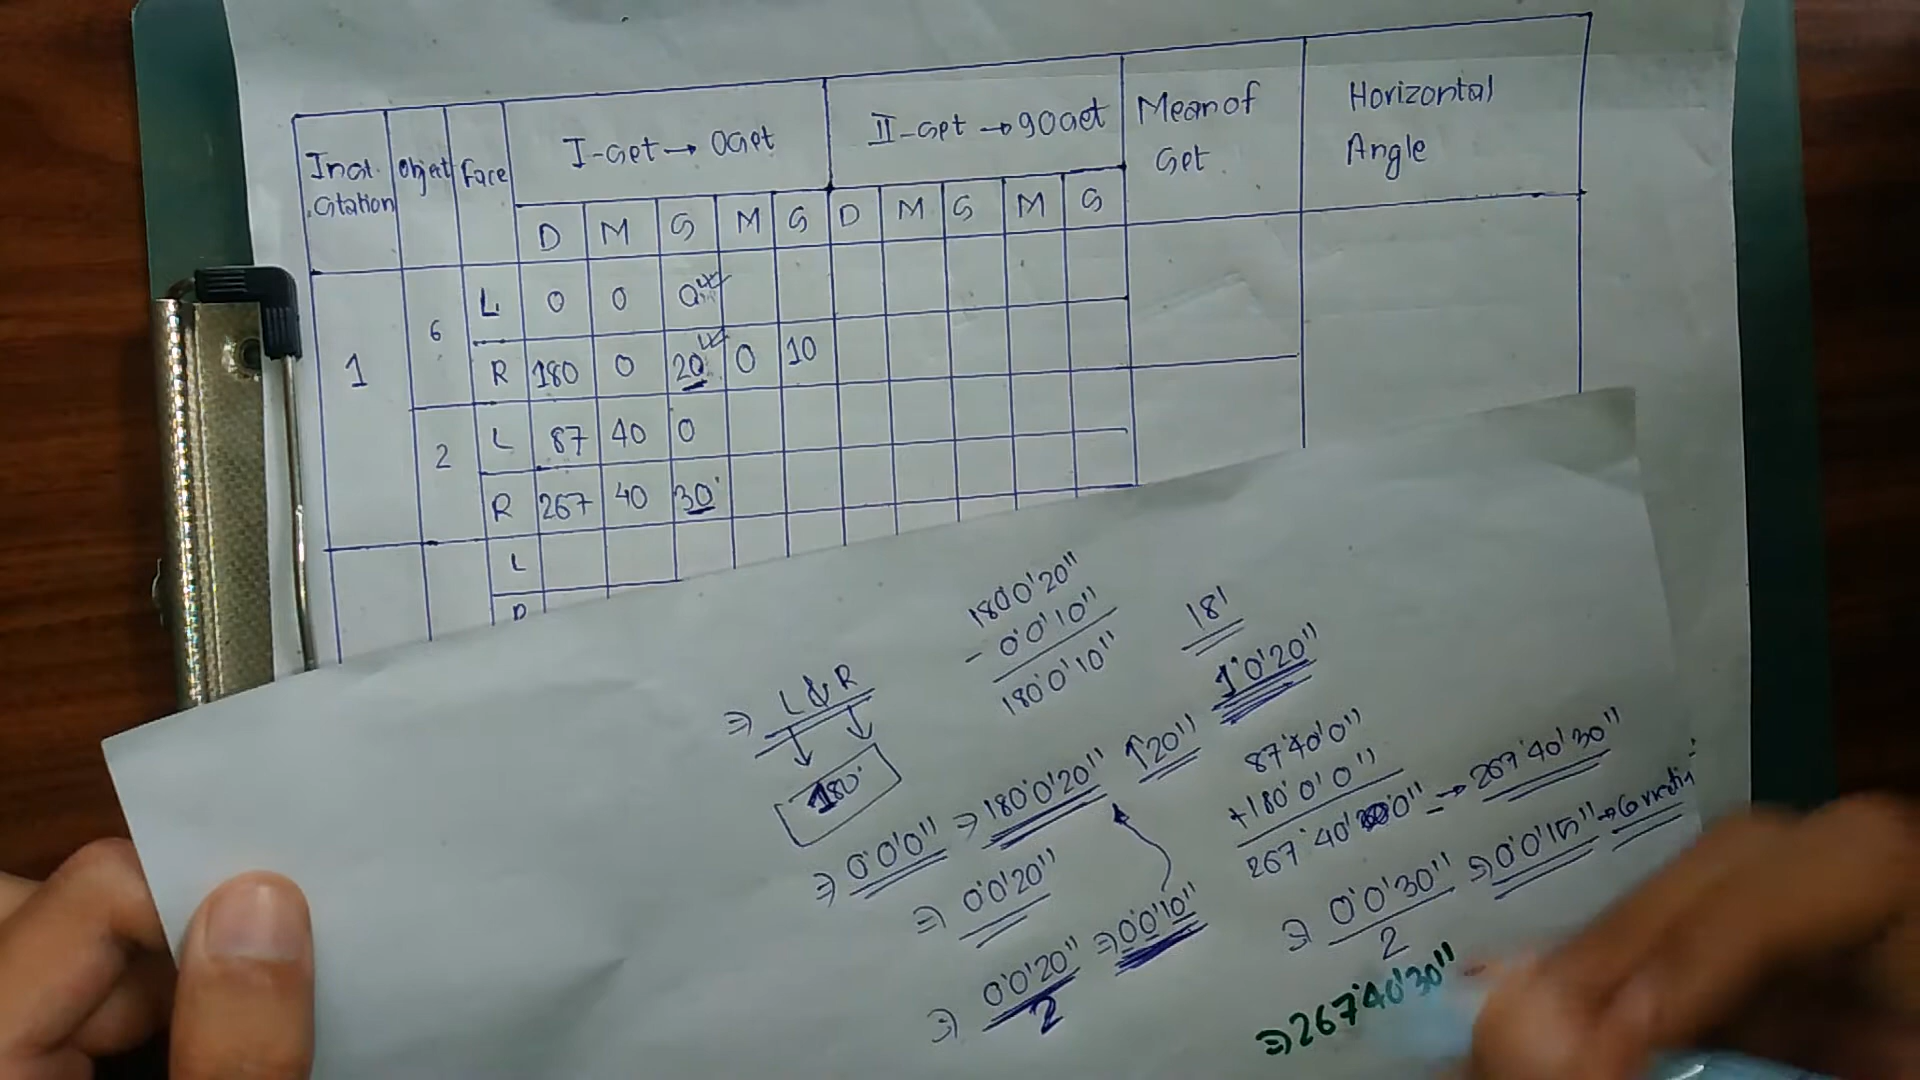 Inst. Station Object Face I-Set → 0Set II-Set → 90Set Mean of Set Horizontal Angle
D M S M S D M S M S
1 6 L 0 0 0
R 180 0 20 0 10
2 L 87 40 0
R 267 40 30
L
R
180°0'20"
- 0°0'10"
180°0'10"
181
1°0'20"
⇒ L & R
180°
⇒ 0°0'0" ⇒ 180°0'20" ↑20"
⇒ 0°0'20"
⇒ 0°0'20" ⇒ 0°0'10"
2
87°40'0"
+180°0'0"
267°40'0" → 267°40'30"
⇒ 0°0'30" ⇒ 0°0'15" → Correction
2
⇒ 267°40'30"